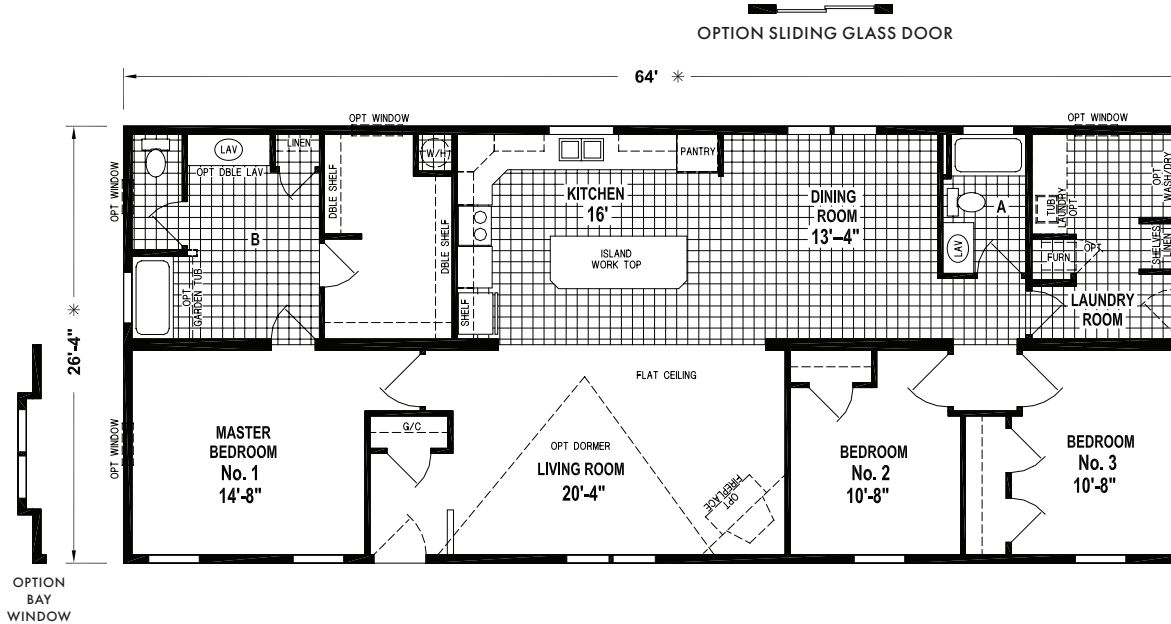 OPTION SLIDING GLASS DOOR
64' ✳
26'-4" ✳
OPT WINDOW
OPT WINDOW
OPT WINDOW
OPT WINDOW
LAV
OPT DBLE LAV
LINEN
B
OPT
GARDEN TUB
DBLE SHELF
DBLE SHELF
W/H
SHELF
KITCHEN
16'
PANTRY
ISLAND
WORK TOP
DINING
ROOM
13'-4"
A
LAV
OPT
LAUNDRY
TUB
FURN
OPT
OPT
WASH/DRY
SHELVES
LINEN
LAUNDRY
ROOM
MASTER
BEDROOM
No. 1
14'-8"
G/C
FLAT CEILING
OPT DORMER
LIVING ROOM
20'-4"
OPT
FIREPLACE
BEDROOM
No. 2
10'-8"
BEDROOM
No. 3
10'-8"
OPTION
BAY
WINDOW